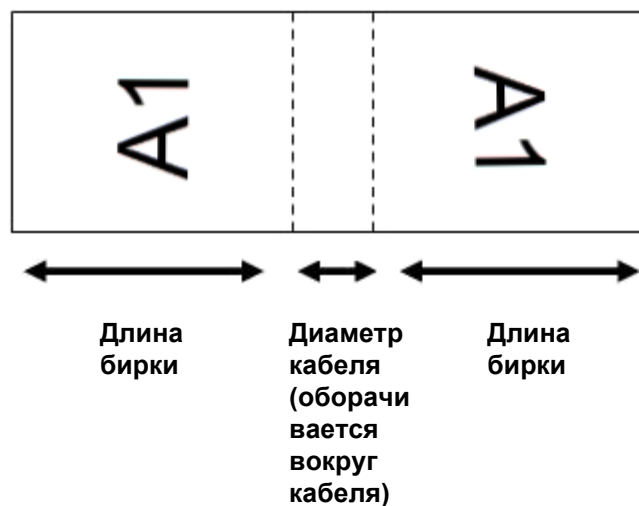 A1
A1
Длина
бирки
Диаметр
кабеля
(оборачи
вается
вокруг
кабеля)
Длина
бирки